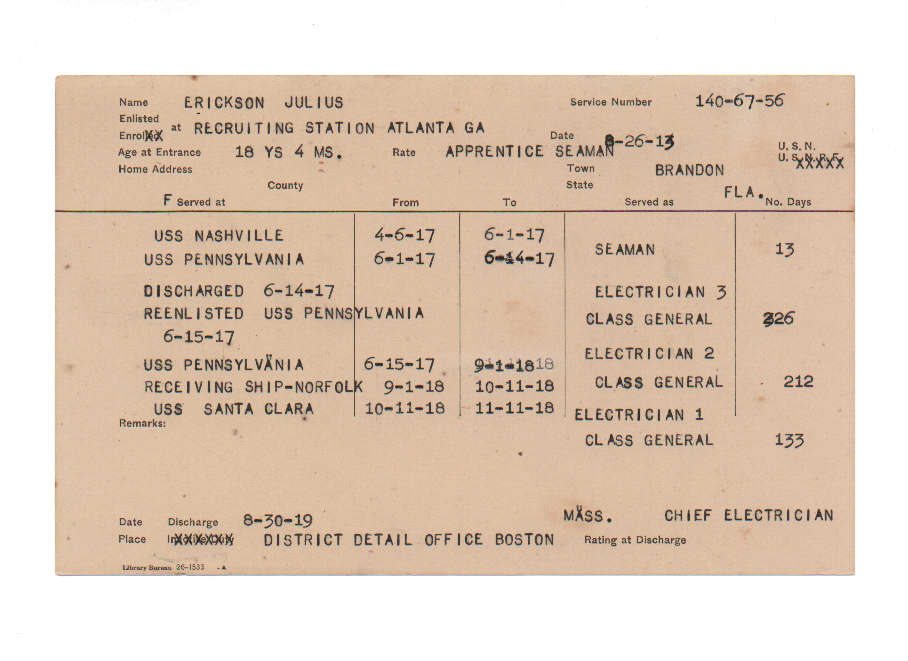 Name ERICKSON JULIUS Service Number 140-67-56
Enlisted
Enrolled at RECRUITING STATION ATLANTA GA Date 8-26-13 U. S. N.
Age at Entrance 18 YS 4 MS. Rate APPRENTICE SEAMAN U. S. N. R. F.
Home Address Town BRANDON
County State FLA.
F Served at From To Served as No. Days
USS NASHVILLE 4-6-17 6-1-17
SEAMAN 13
USS PENNSYLVANIA 6-1-17 6-14-17
DISCHARGED 6-14-17 ELECTRICIAN 3
REENLISTED USS PENNSYLVANIA CLASS GENERAL 226
6-15-17
ELECTRICIAN 2
USS PENNSYLVANIA 6-15-17 9-1-18 18
RECEIVING SHIP-NORFOLK 9-1-18 10-11-18 CLASS GENERAL 212
USS SANTA CLARA 10-11-18 11-11-18 ELECTRICIAN 1
Remarks:
CLASS GENERAL 133
Date Discharge 8-30-19 MASS. CHIEF ELECTRICIAN
Place DISTRICT DETAIL OFFICE BOSTON Rating at Discharge
Library Bureau 26-1533 .A